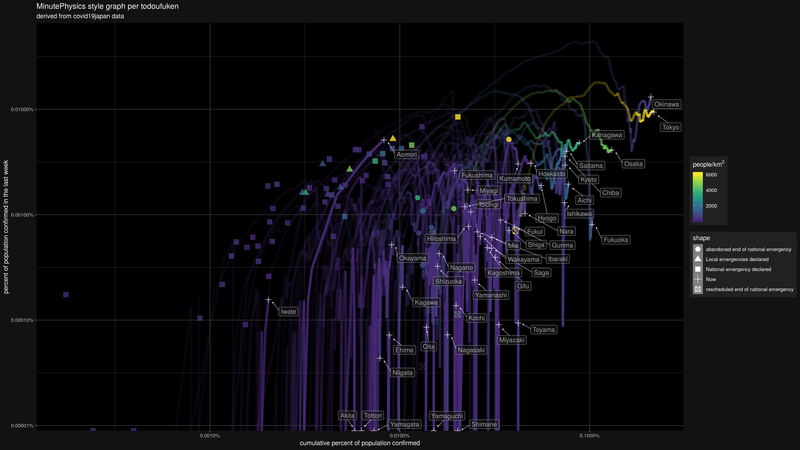 MinutePhysics style graph per todoufuken
derived from covid19japan data
Okinawa
Tokyo
Kanagawa
Aomori
Saitama
Osaka
Hokkaido
Kyoto
Fukushima
Kumamoto
Chiba
Miyagi
Tokushima
Aichi
Tochigi
Ishikawa
Hyogo
Nara
Fukui
Fukuoka
Hiroshima
Mie
Shiga
Gunma
Okayama
Wakayama
Ibaraki
Nagano
Kagoshima
Saga
Shizuoka
Gifu
Yamanashi
Kagawa
Iwate
Kochi
Toyama
Miyazaki
Ehime
Oita
Nagasaki
Niigata
Akita
Tottori
Yamaguchi
Yamagata
Shimane
0.01000%
0.00100%
0.00010%
0.00001%
0.0010%
0.0100%
0.1000%
cumulative percent of population confirmed
percent of population confirmed in the last week
people/km²
6000
4000
2000
shape
abandoned end of national emergency
Local emergencies declared
National emergency declared
Now
rescheduled end of national emergency